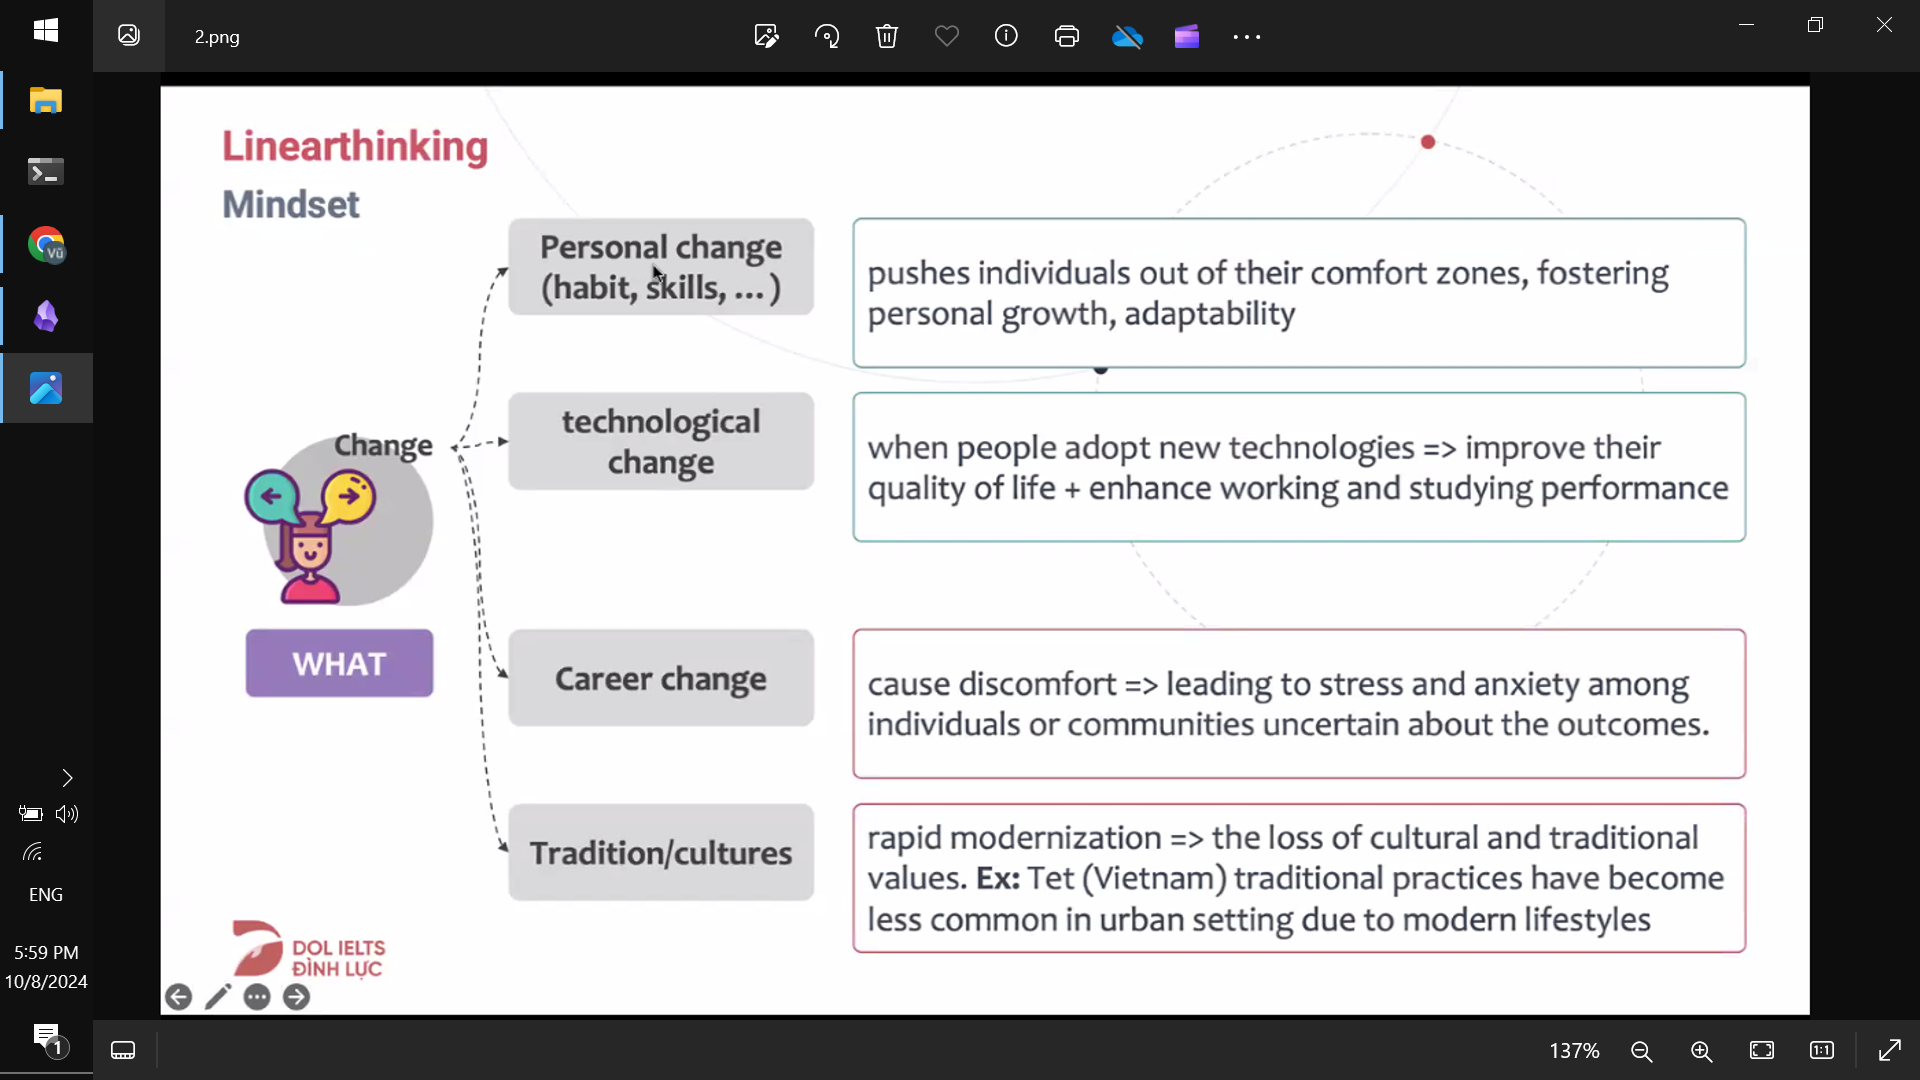 2.png
Linearthinking
Mindset
Personal change
(habit, skills, ... )
pushes individuals out of their comfort zones, fostering
personal growth, adaptability
technological
change
when people adopt new technologies => improve their
quality of life + enhance working and studying performance
Change
WHAT
Career change
cause discomfort => leading to stress and anxiety among
individuals or communities uncertain about the outcomes.
Tradition/cultures
rapid modernization => the loss of cultural and traditional
values. Ex: Tet (Vietnam) traditional practices have become
less common in urban setting due to modern lifestyles
DOL IELTS
ĐÌNH LỰC
Vũ
ENG
5:59 PM
10/8/2024
1
137%
1:1